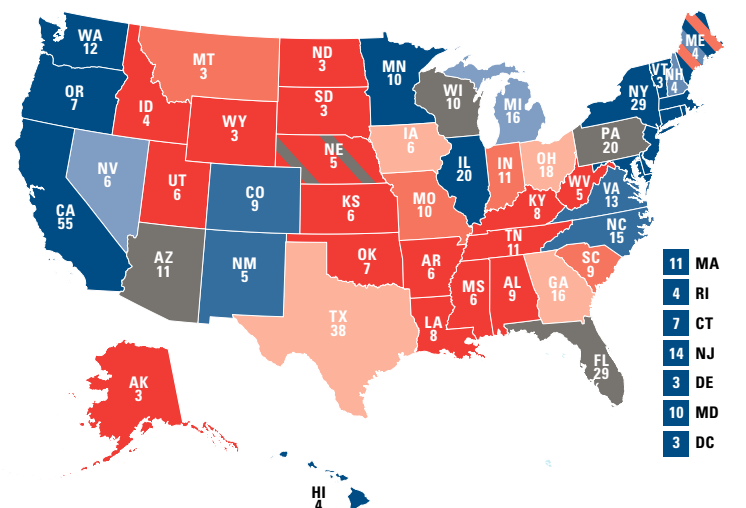 WA
12
OR
7
CA
55
NV
6
ID
4
MT
3
WY
3
UT
6
AZ
11
CO
9
NM
5
ND
3
SD
3
NE
5
KS
6
OK
7
TX
38
MN
10
IA
6
MO
10
AR
6
LA
8
WI
10
IL
20
MI
16
IN
11
OH
18
KY
8
TN
11
MS
6
AL
9
GA
16
FL
29
SC
9
NC
15
VA
13
WV
5
PA
20
NY
29
VT
3
NH
4
ME
4
AK
3
HI
4
11 MA
4 RI
7 CT
14 NJ
3 DE
10 MD
3 DC